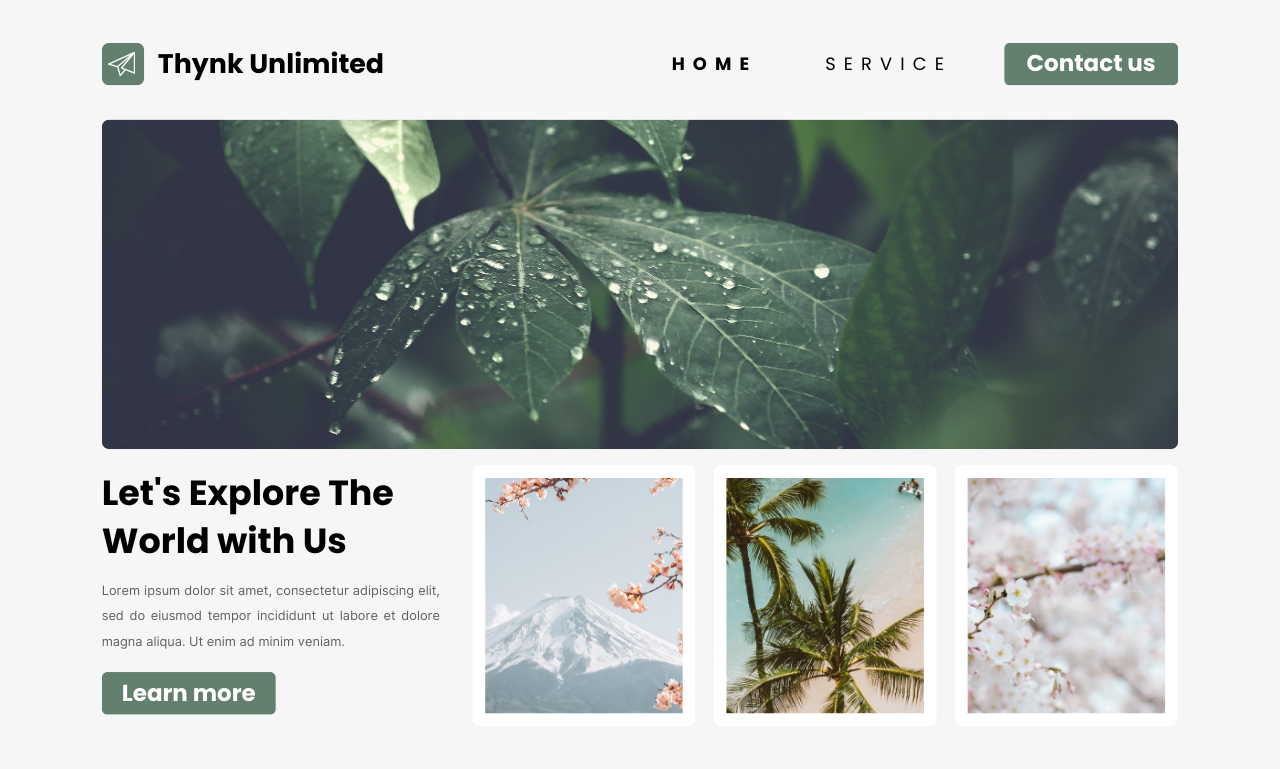 Thynk Unlimited
HOME
SERVICE
Contact us
Let's Explore The
World with Us
Lorem ipsum dolor sit amet, consectetur adipiscing elit,
sed do eiusmod tempor incididunt ut labore et dolore
magna aliqua. Ut enim ad minim veniam.
Learn more